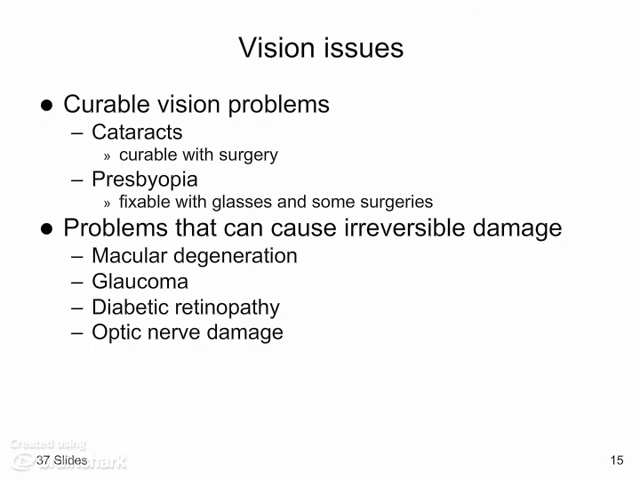 Vision issues
● Curable vision problems
– Cataracts
» curable with surgery
– Presbyopia
» fixable with glasses and some surgeries
● Problems that can cause irreversible damage
– Macular degeneration
– Glaucoma
– Diabetic retinopathy
– Optic nerve damage
Created using
brainshark
37 Slides
15